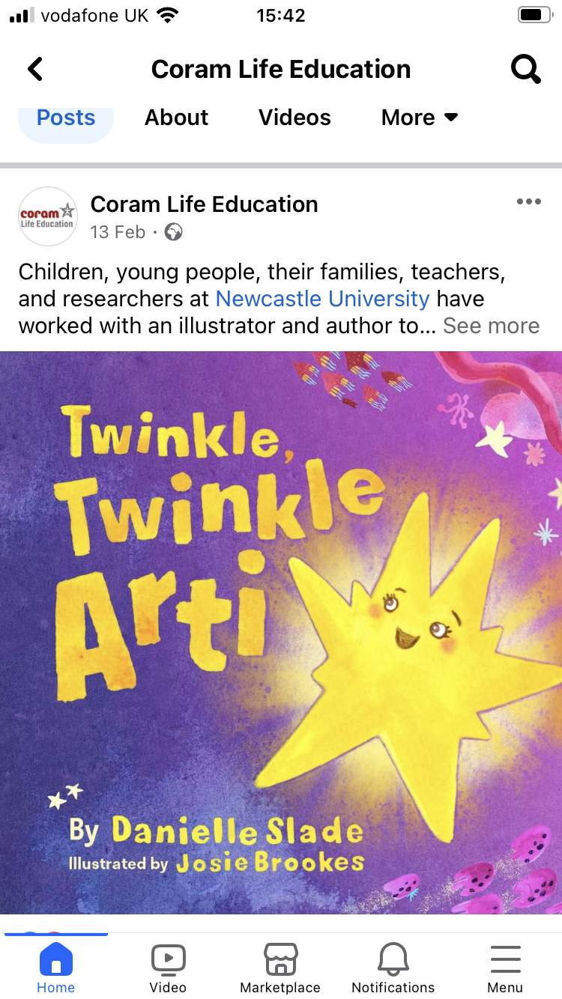 vodafone UK 15:42
Coram Life Education
Posts About Videos More
coram
Life Education
Coram Life Education
13 Feb ·
Children, young people, their families, teachers,
and researchers at Newcastle University have
worked with an illustrator and author to... See more
Twinkle,
Twinkle
Arti
By Danielle Slade
Illustrated by Josie Brookes
Home Video Marketplace Notifications Menu